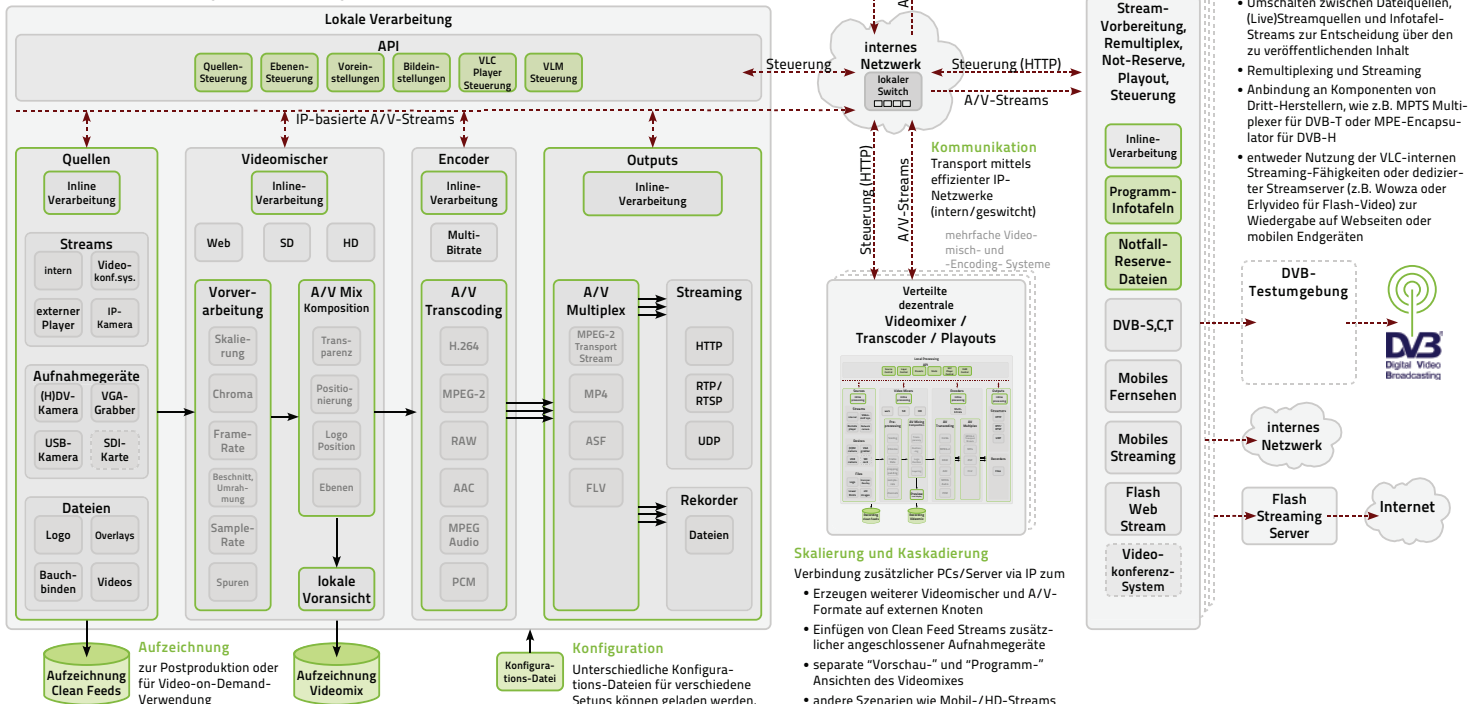 Lokale Verarbeitung
API
Quellen-
Steuerung
Ebenen-
Steuerung
Vorein-
stellungen
Bildein-
stellungen
VLC
Player
Steuerung
VLM
Steuerung
IP-basierte A/V-Streams
Steuerung
internes
Netzwerk
lokaler
Switch
Steuerung (HTTP)
A/V-Streams
Quellen
Inline
Verarbeitung
Streams
intern
Video-
konf.sys.
externer
Player
IP-
Kamera
Aufnahmegeräte
(H)DV-
Kamera
VGA-
Grabber
USB-
Kamera
SDI-
Karte
Dateien
Logo
Overlays
Bauch-
binden
Videos
Videomischer
Inline-
Verarbeitung
Web
SD
HD
Vorver-
arbeitung
Skalie-
rung
Chroma
Frame-
Rate
Beschnitt,
Umrah-
mung
Sample-
Rate
Spuren
A/V Mix
Komposition
Trans-
parenz
Positio-
nierung
Logo
Position
Ebenen
lokale
Voransicht
Encoder
Inline-
Verarbeitung
Multi-
Bitrate
A/V
Transcoding
H.264
MPEG-2
RAW
AAC
MPEG
Audio
PCM
Outputs
Inline-
Verarbeitung
A/V
Multiplex
MPEG-2
Transport
Stream
MP4
ASF
FLV
Streaming
HTTP
RTP/
RTSP
UDP
Rekorder
Dateien
Aufzeichnung
Clean Feeds
Aufzeichnung
zur Postproduktion oder
für Video-on-Demand-
Verwendung
Aufzeichnung
Videomix
Konfigura-
tions-Datei
Konfiguration
Unterschiedliche Konfigura-
tions-Dateien für verschiedene
Setups können geladen werden.
Steuerung (HTTP)
A/V-Streams
Kommunikation
Transport mittels
effizienter IP-
Netzwerke
(intern/geswitcht)
mehrfache Video-
misch- und
-Encoding- Systeme
Verteilte
dezentrale
Videomixer /
Transcoder / Playouts
Skalierung und Kaskadierung
Verbindung zusätzlicher PCs/Server via IP zum
• Erzeugen weiterer Videomischer und A/V-
Formate auf externen Knoten
• Einfügen von Clean Feed Streams zusätz-
licher angeschlossener Aufnahmegeräte
• separate “Vorschau-” und “Programm-”
Ansichten des Videomixes
• andere Szenarien wie Mobil-/HD-Streams
Stream-
Vorbereitung,
Remultiplex,
Not-Reserve,
Playout,
Steuerung
Inline-
Verarbeitung
Programm-
Infotafeln
Notfall-
Reserve-
Dateien
DVB-S,C,T
Mobiles
Fernsehen
Mobiles
Streaming
Flash
Web
Stream
Video-
konferenz-
System
• Umschalten zwischen Dateiquellen,
(Live)Streamquellen und Infotafel-
Streams zur Entscheidung über den
zu veröffentlichenden Inhalt
• Remultiplexing und Streaming
• Anbindung an Komponenten von
Dritt-Herstellern, wie z.B. MPTS Multi-
plexer für DVB-T oder MPE-Encapsu-
lator für DVB-H
• entweder Nutzung der VLC-internen
Streaming-Fähigkeiten oder dedizier-
ter Streamserver (z.B. Wowza oder
Erlyvideo für Flash-Video) zur
Wiedergabe auf Webseiten oder
mobilen Endgeräten
DVB-
Testumgebung
DVB
Digital Video
Broadcasting
internes
Netzwerk
Flash
Streaming
Server
Internet